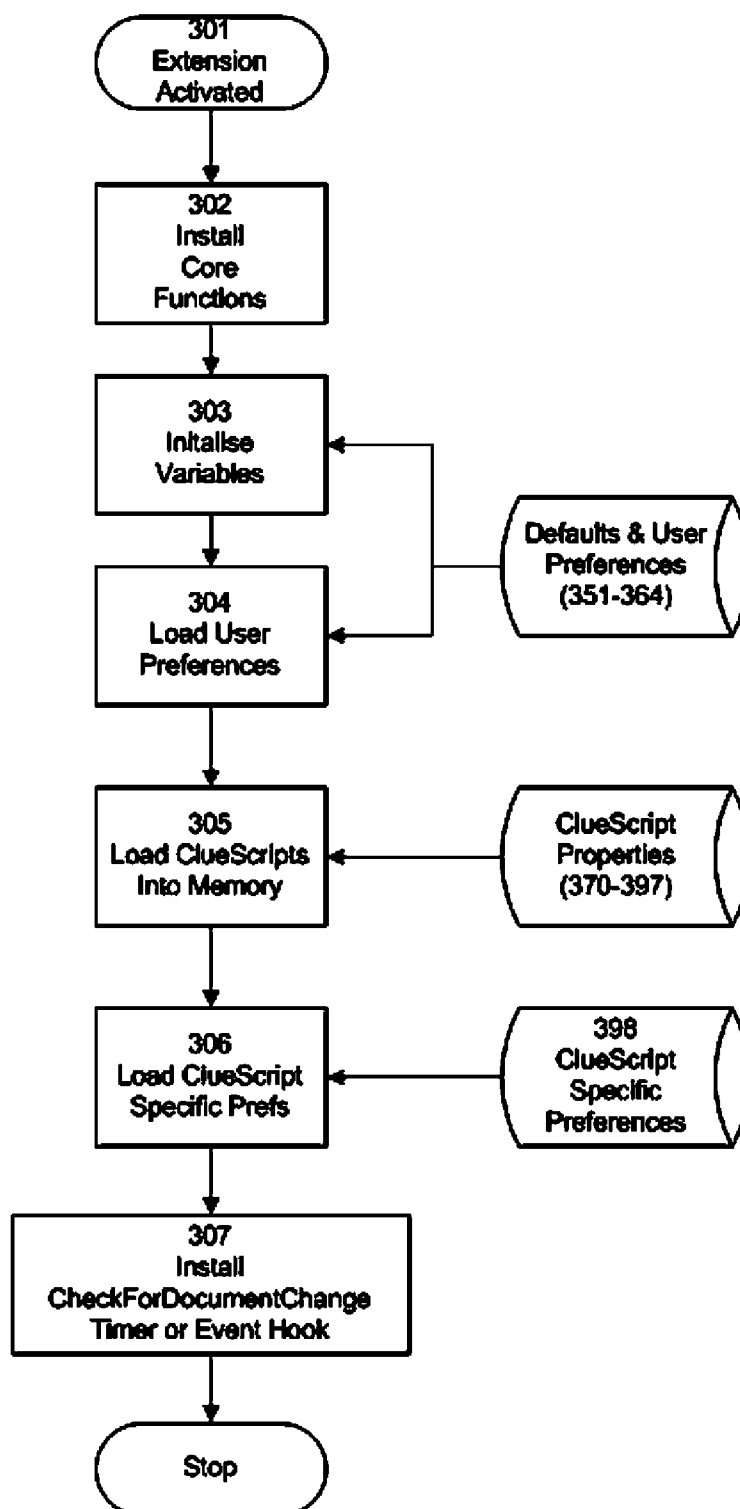 301
Extension
Activated
302
Install
Core
Functions
303
Initalise
Variables
Defaults & User
Preferences
(351-364)
304
Load User
Preferences
305
Load ClueScripts
Into Memory
ClueScript
Properties
(370-397)
306
Load ClueScript
Specific Prefs
398
ClueScript
Specific
Preferences
307
Install
CheckForDocumentChange
Timer or Event Hook
Stop